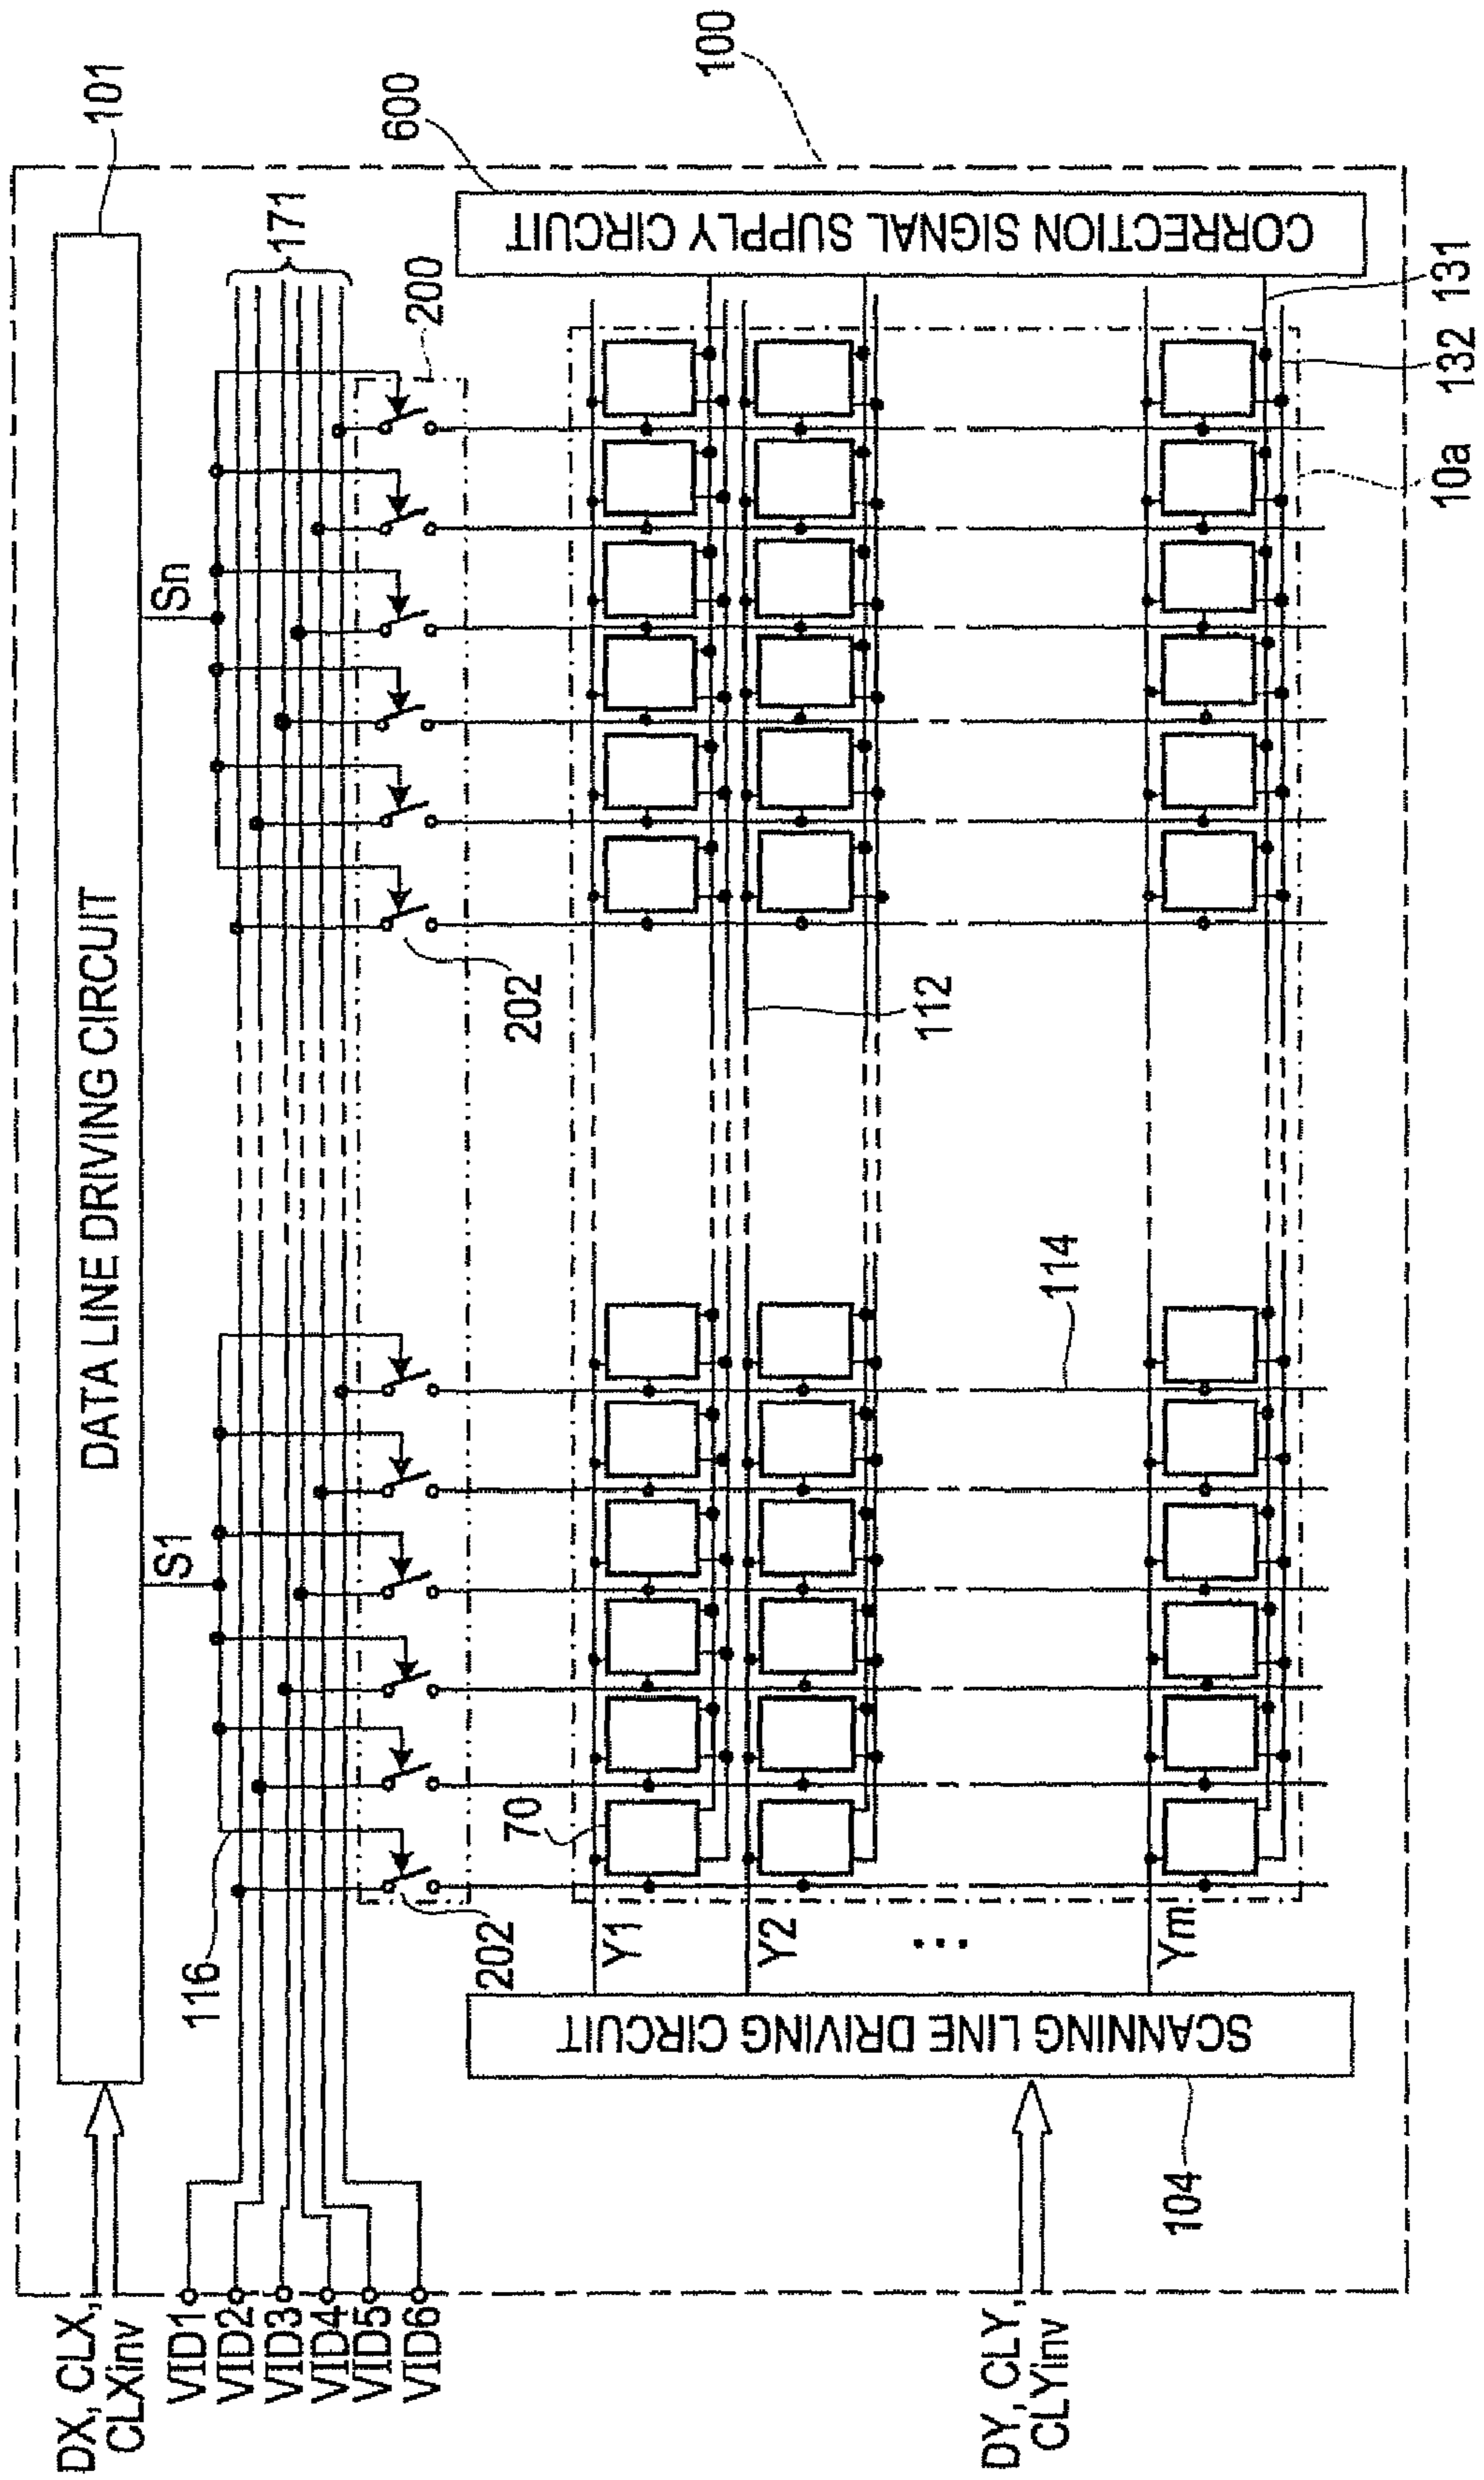 DX, CLX,
CLXinv
DATA LINE DRIVING CIRCUIT
101
VID1
VID2
VID3
VID4
VID5
VID6
116
S1
Sn
171
200
202
202
600
100
CORRECTION SIGNAL SUPPLY CIRCUIT
70
Y1
Y2
...
Ym
112
114
SCANNING LINE DRIVING CIRCUIT
DY, CLY,
CLYinv
104
131
132
10a